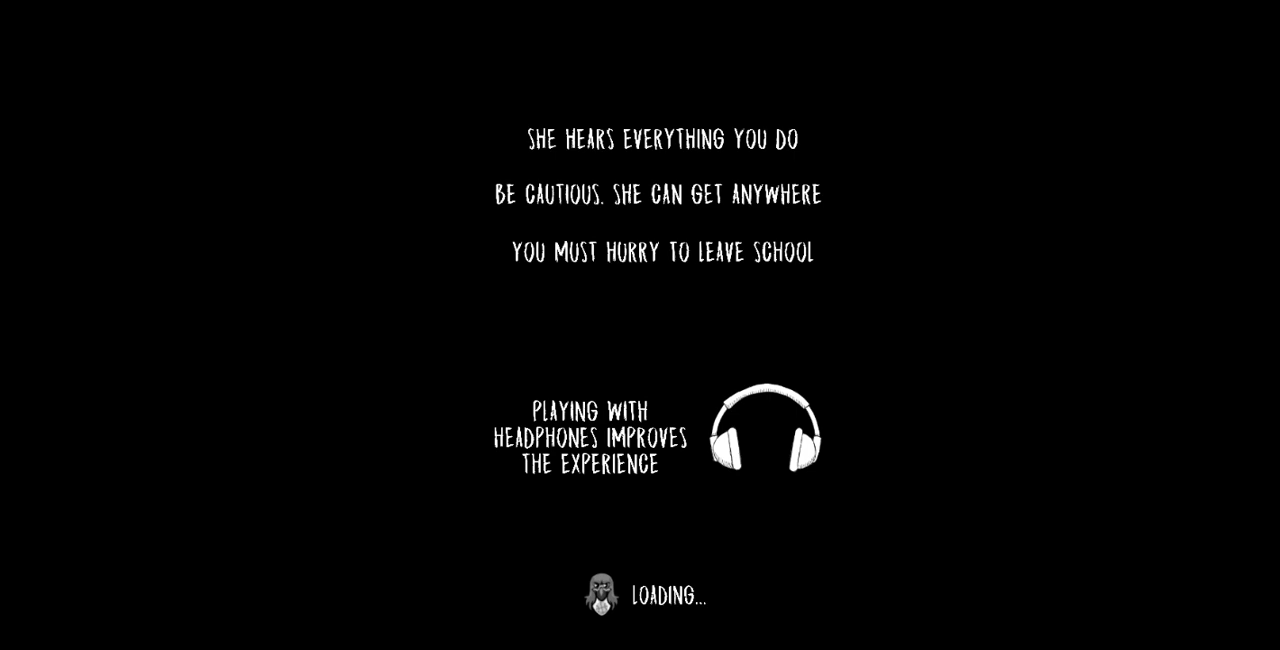 SHE HEARS EVERYTHING YOU DO
BE CAUTIOUS. SHE CAN GET ANYWHERE
YOU MUST HURRY TO LEAVE SCHOOL
PLAYING WITH
HEADPHONES IMPROVES
THE EXPERIENCE
LOADING...